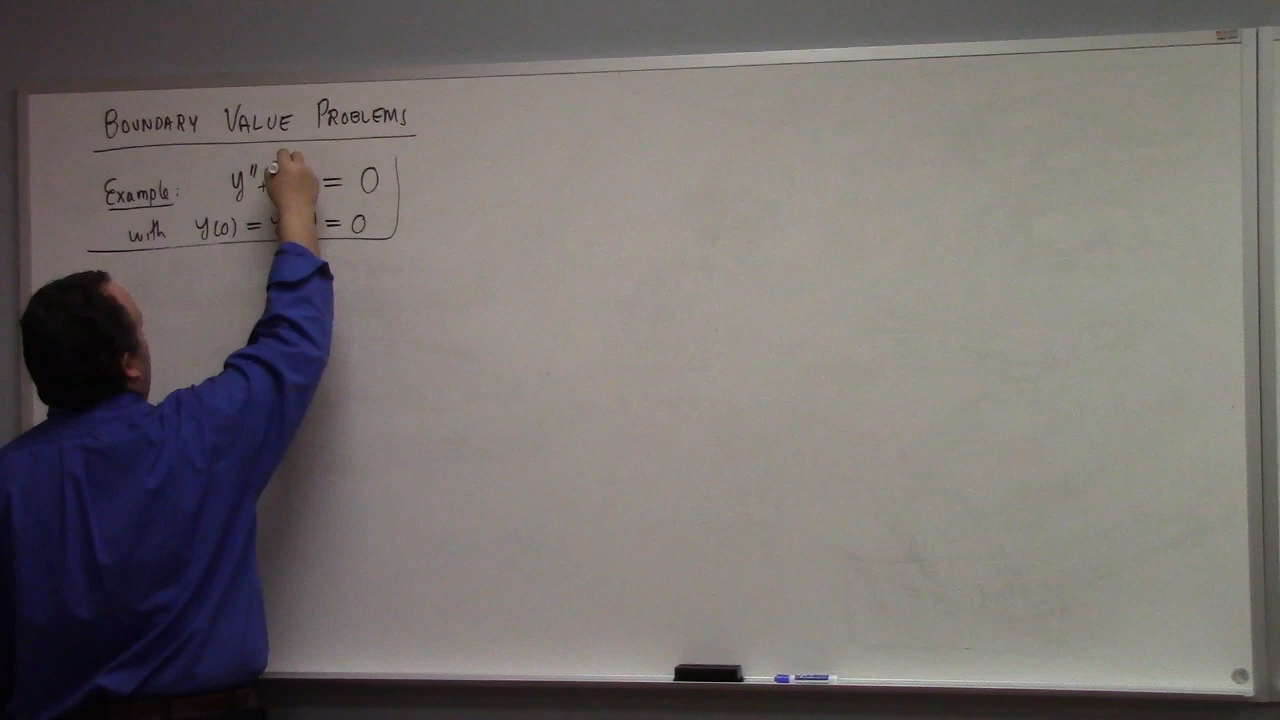 BOUNDARY VALUE PROBLEMS
Example: y" + = 0
with y(0) = = 0